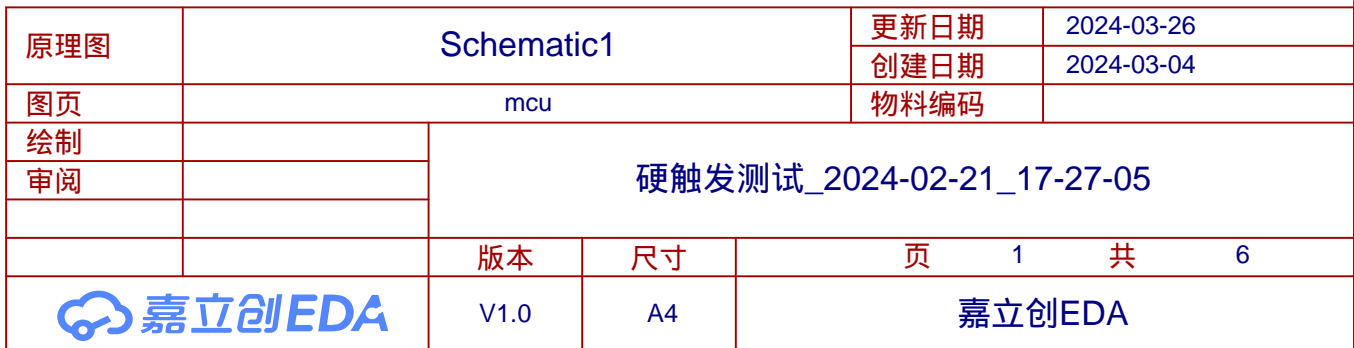 原理图 Schematic1 更新日期 2024-03-26
创建日期 2024-03-04
图页 mcu 物料编码
绘制
审阅
硬触发测试_2024-02-21_17-27-05
版本 尺寸 页 1 共 6
嘉立创EDA V1.0 A4 嘉立创EDA